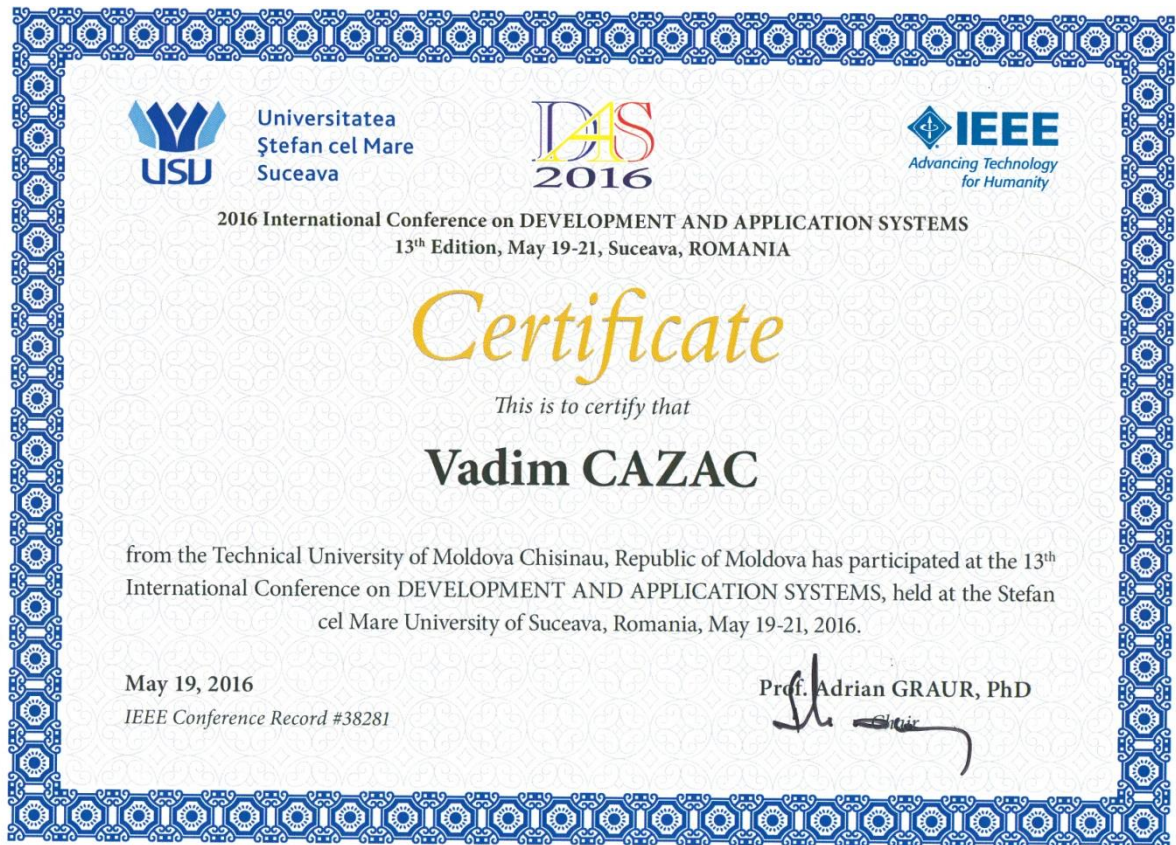 USU
Universitatea
Ştefan cel Mare
Suceava
DAS
2016
IEEE
Advancing Technology
for Humanity
2016 International Conference on DEVELOPMENT AND APPLICATION SYSTEMS
13th Edition, May 19-21, Suceava, ROMANIA
Certificate
This is to certify that
Vadim CAZAC
from the Technical University of Moldova Chisinau, Republic of Moldova has participated at the 13th
International Conference on DEVELOPMENT AND APPLICATION SYSTEMS, held at the Stefan
cel Mare University of Suceava, Romania, May 19-21, 2016.
May 19, 2016
IEEE Conference Record #38281
Prof. Adrian GRAUR, PhD
Chair